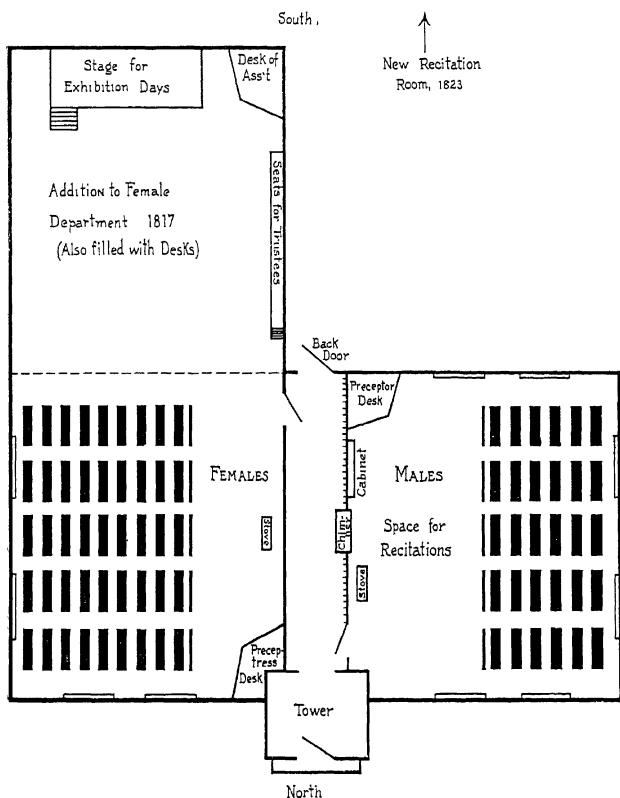 South.
New Recitation
Room, 1823
Stage for
Exhibition Days
Desk of
Ass't
Addition to Female
Department 1817
(Also filled with Desks)
Seats for Trustees
Back
Door
Preceptor
Desk
Females
Males
Cabinet
Stove
Chim-
ney
Space for
Recitations
Stove
Precep-
tress
Desk
Tower
North